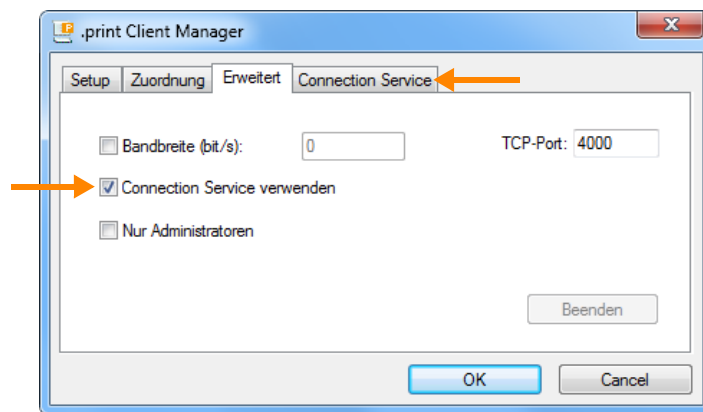 .print Client Manager
Setup Zuordnung Erweitert Connection Service
Bandbreite (bit/s): 0 TCP-Port: 4000
Connection Service verwenden
Nur Administratoren
Beenden
OK Cancel